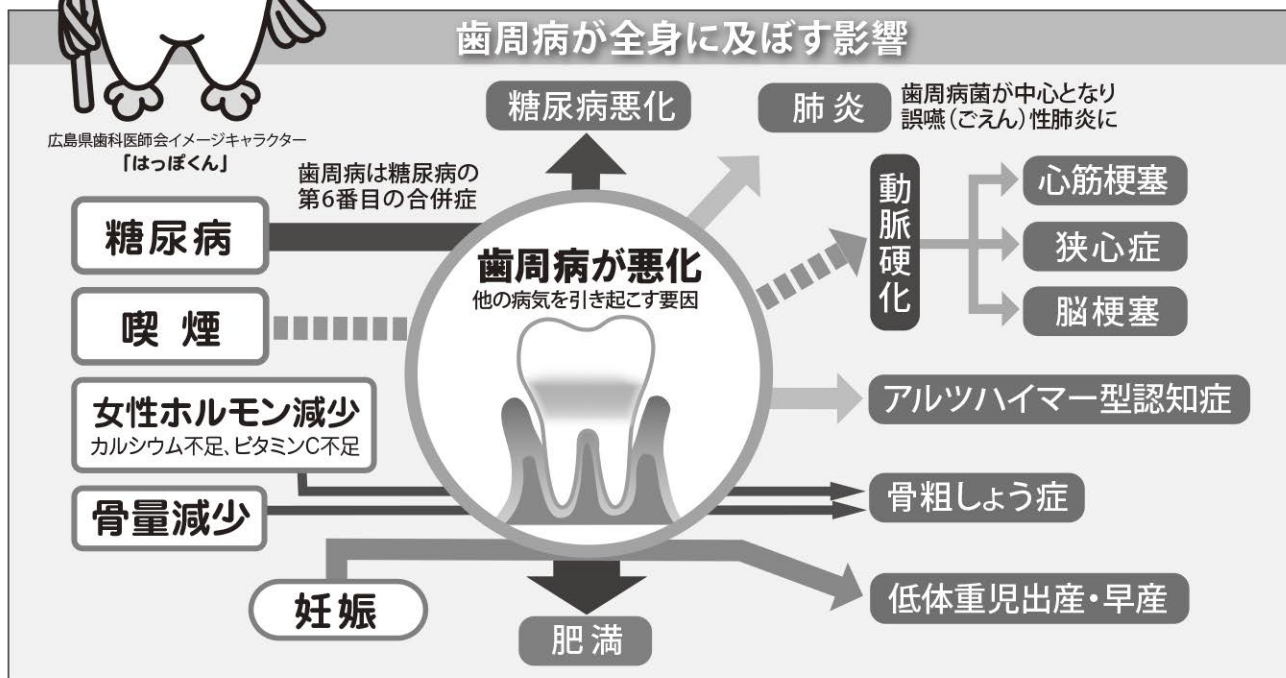 歯周病が全身に及ぼす影響
広島県歯科医師会イメージキャラクター
「はっぽくん」
糖尿病悪化
肺炎
歯周病菌が中心となり
誤嚥(ごえん)性肺炎に
歯周病は糖尿病の
第6番目の合併症
糖尿病
喫煙
女性ホルモン減少
カルシウム不足、ビタミンC不足
骨量減少
妊娠
歯周病が悪化
他の病気を引き起こす要因
動脈硬化
心筋梗塞
狭心症
脳梗塞
アルツハイマー型認知症
骨粗しょう症
低体重児出産・早産
肥満